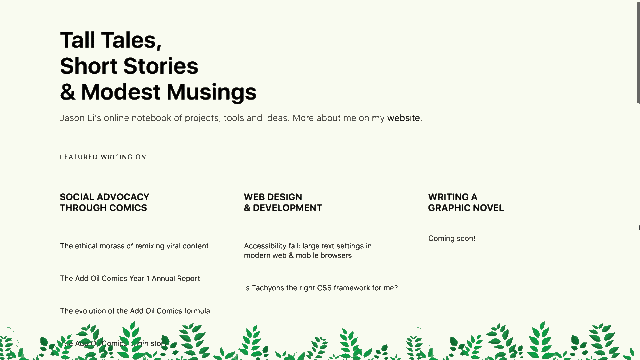 Tall Tales,
Short Stories
& Modest Musings
Jason Li's online notebook of projects, tools and ideas. More about me on my website.
FEATURED WRITING ON
SOCIAL ADVOCACY
THROUGH COMICS
The ethical morass of remixing viral content
The Add Oil Comics Year 1 Annual Report
The evolution of the Add Oil Comics formula
The Add Oil Comics origin story
WEB DESIGN
& DEVELOPMENT
Accessibility fail: large text settings in
modern web & mobile browsers
Is Tachyons the right CSS framework for me?
WRITING A
GRAPHIC NOVEL
Coming soon!